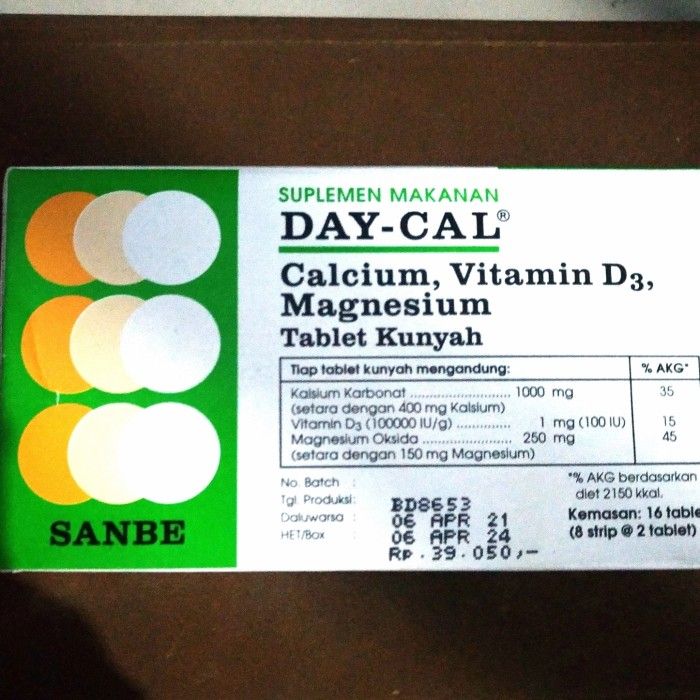 SUPLEMEN MAKANAN
DAY-CAL®
Calcium, Vitamin D3,
Magnesium
Tablet Kunyah
Tiap tablet kunyah mengandung: % AKG*
Kalsium Karbonat ........................ 1000 mg 35
(setara dengan 400 mg Kalsium)
Vitamin D3 (100000 IU/g) ............. 1 mg (100 IU) 15
Magnesium Oksida ...................... 250 mg 45
(setara dengan 150 mg Magnesium)
*% AKG berdasarkan
diet 2150 kkal.
No. Batch : BD8653
Tgl. Produksi: 06 APR 21
Daluwarsa : 06 APR 24
HET/Box : Rp.39.050,-
Kemasan: 16 table
(8 strip @ 2 tablet)
SANBE